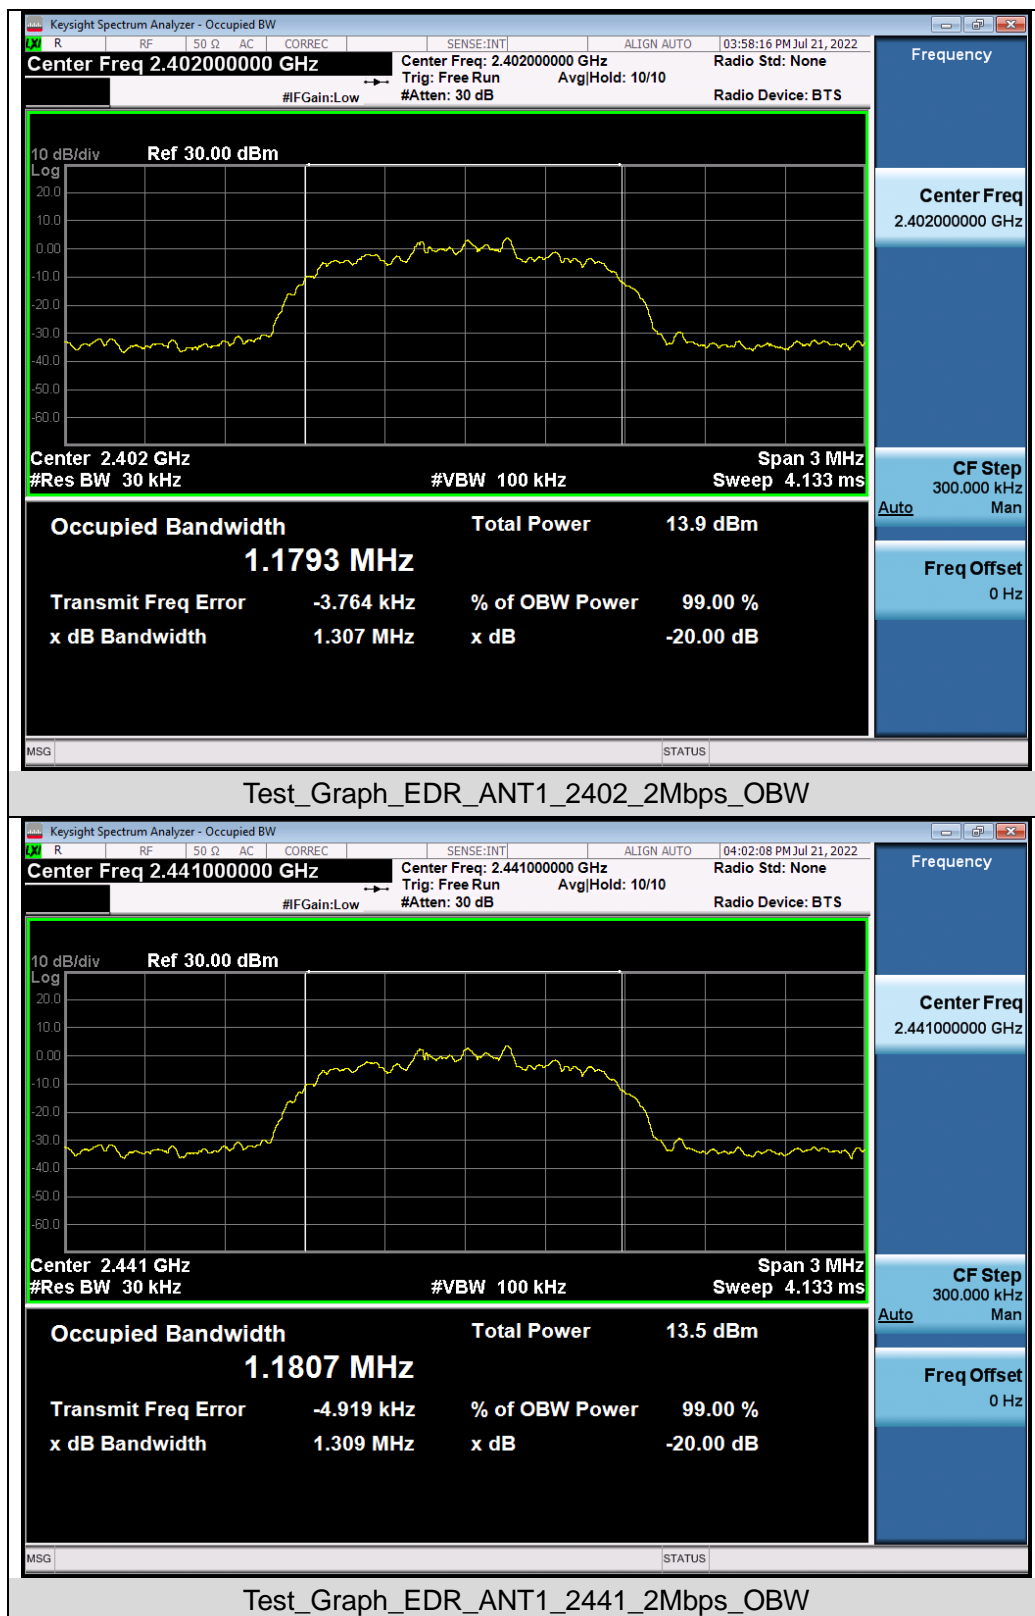 Keysight Spectrum Analyzer - Occupied BW
LXI R RF 50 Ω AC CORREC SENSE:INT ALIGN AUTO 03:58:16 PM Jul 21, 2022
Center Freq 2.402000000 GHz Center Freq: 2.402000000 GHz Radio Std: None
Trig: Free Run Avg|Hold: 10/10
#IFGain:Low #Atten: 30 dB Radio Device: BTS
Frequency
10 dB/div Ref 30.00 dBm
Log
20.0
10.0
0.00
-10.0
-20.0
-30.0
-40.0
-50.0
-60.0
Center 2.402 GHz Span 3 MHz
#Res BW 30 kHz #VBW 100 kHz Sweep 4.133 ms
Center Freq
2.402000000 GHz
CF Step
300.000 kHz
Auto Man
Freq Offset
0 Hz
Occupied Bandwidth Total Power 13.9 dBm
1.1793 MHz
Transmit Freq Error -3.764 kHz % of OBW Power 99.00 %
x dB Bandwidth 1.307 MHz x dB -20.00 dB
MSG STATUS
Test_Graph_EDR_ANT1_2402_2Mbps_OBW
Keysight Spectrum Analyzer - Occupied BW
LXI R RF 50 Ω AC CORREC SENSE:INT ALIGN AUTO 04:02:08 PM Jul 21, 2022
Center Freq 2.441000000 GHz Center Freq: 2.441000000 GHz Radio Std: None
Trig: Free Run Avg|Hold: 10/10
#IFGain:Low #Atten: 30 dB Radio Device: BTS
Frequency
10 dB/div Ref 30.00 dBm
Log
20.0
10.0
0.00
-10.0
-20.0
-30.0
-40.0
-50.0
-60.0
Center 2.441 GHz Span 3 MHz
#Res BW 30 kHz #VBW 100 kHz Sweep 4.133 ms
Center Freq
2.441000000 GHz
CF Step
300.000 kHz
Auto Man
Freq Offset
0 Hz
Occupied Bandwidth Total Power 13.5 dBm
1.1807 MHz
Transmit Freq Error -4.919 kHz % of OBW Power 99.00 %
x dB Bandwidth 1.309 MHz x dB -20.00 dB
MSG STATUS
Test_Graph_EDR_ANT1_2441_2Mbps_OBW